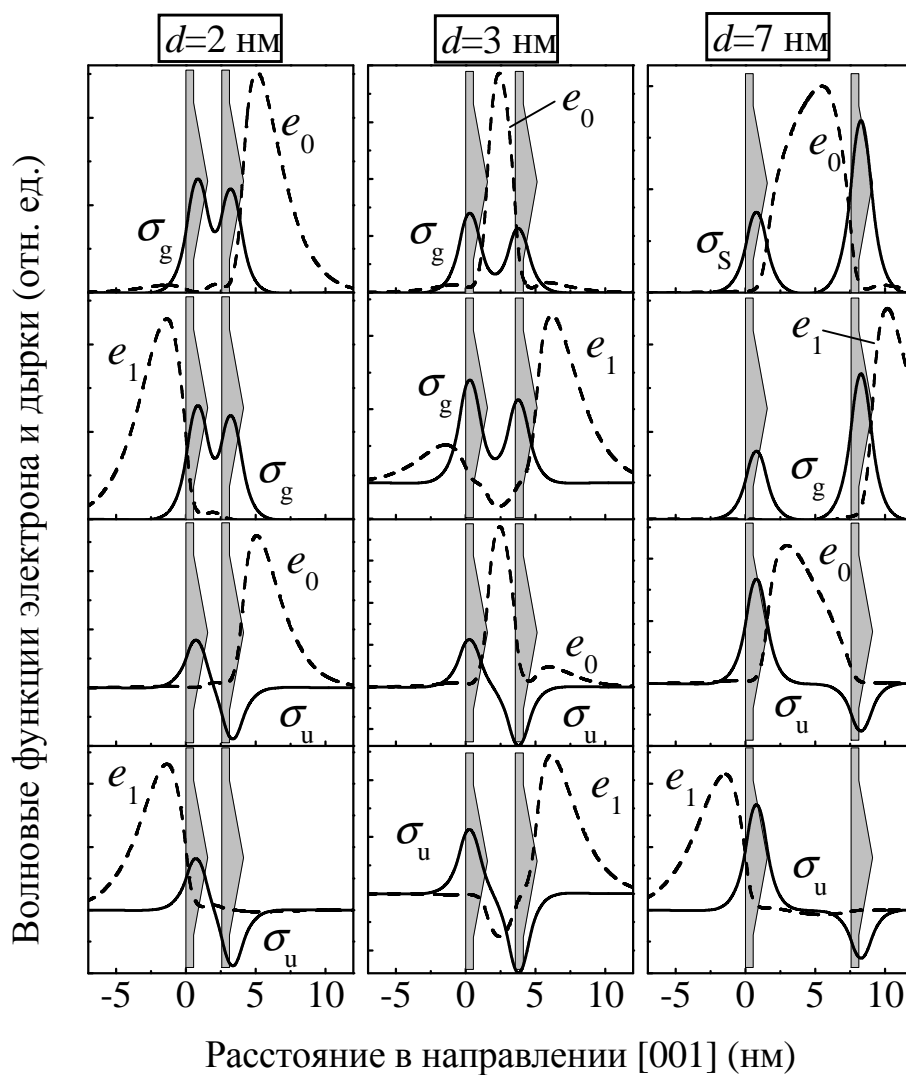 d=2 нм
d=3 нм
d=7 нм
Волновые функции электрона и дырки (отн. ед.)
σg
e0
σg
e0
σS
e0
e1
σg
σg
e1
σg
e1
e0
σu
e0
σu
e0
σu
e1
σu
σu
e1
e1
σu
-5 0 5 10
-5 0 5 10
-5 0 5 10
Расстояние в направлении [001] (нм)